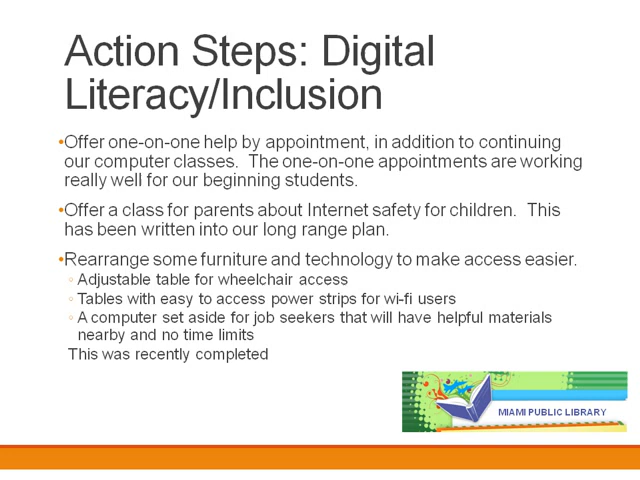 Action Steps: Digital
Literacy/Inclusion
•Offer one-on-one help by appointment, in addition to continuing
our computer classes.  The one-on-one appointments are working
really well for our beginning students.
•Offer a class for parents about Internet safety for children.  This
has been written into our long range plan.
•Rearrange some furniture and technology to make access easier.
◦Adjustable table for wheelchair access
◦Tables with easy to access power strips for wi-fi users
◦A computer set aside for job seekers that will have helpful materials
nearby and no time limits
This was recently completed
MIAMI PUBLIC LIBRARY